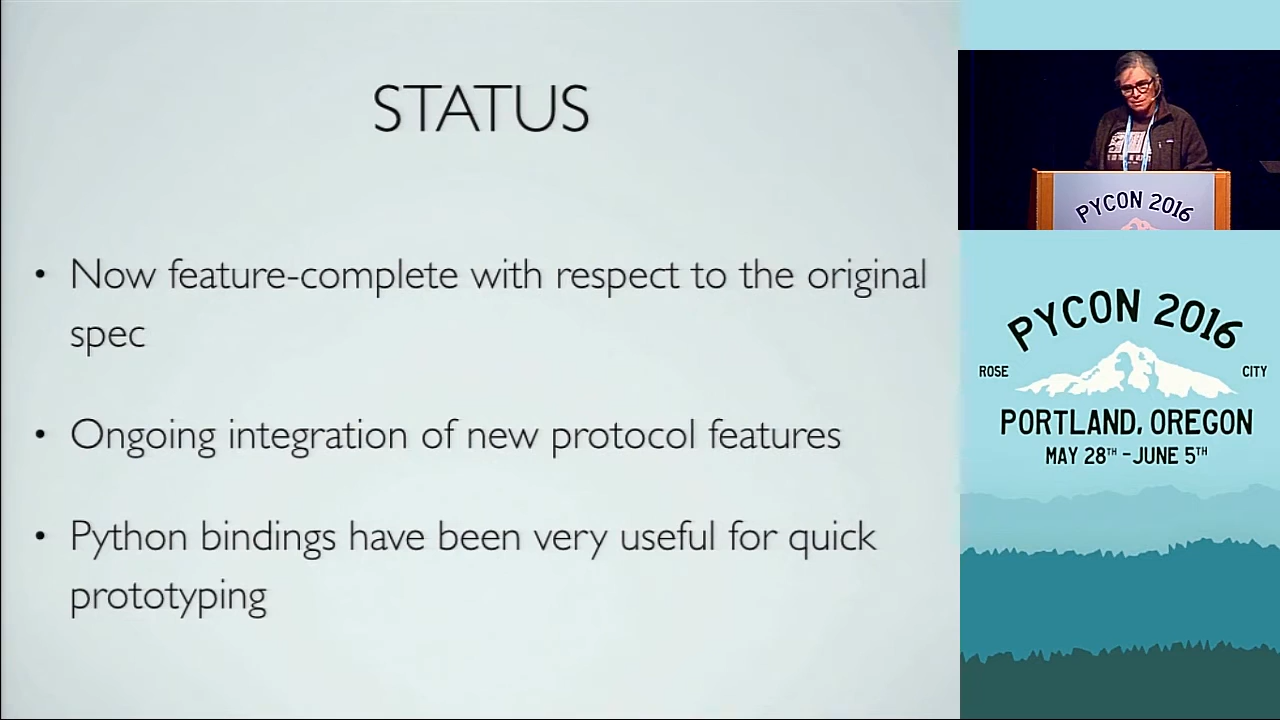 STATUS
• Now feature-complete with respect to the original
spec
• Ongoing integration of new protocol features
• Python bindings have been very useful for quick
prototyping
PYCON 2016
PYCON 2016
ROSE CITY
PORTLAND, OREGON
MAY 28TH - JUNE 5TH